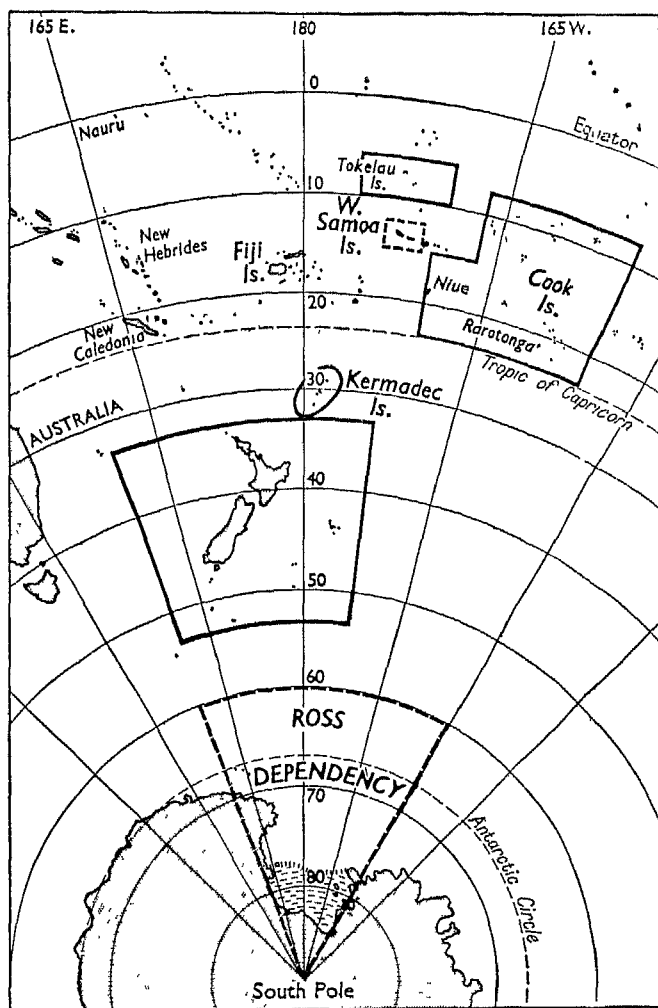 165 E.
180
165 W.
0
Equator
Nauru
Tokelau
Is.
10
W.
Samoa
Is.
New
Hebrides
Fiji
Is.
Niue
Cook
Is.
20
New
Caledonia
Rarotonga
Tropic of Capricorn
30
Kermadec
Is.
AUSTRALIA
40
50
60
ROSS
DEPENDENCY
70
Antarctic Circle
80
South Pole